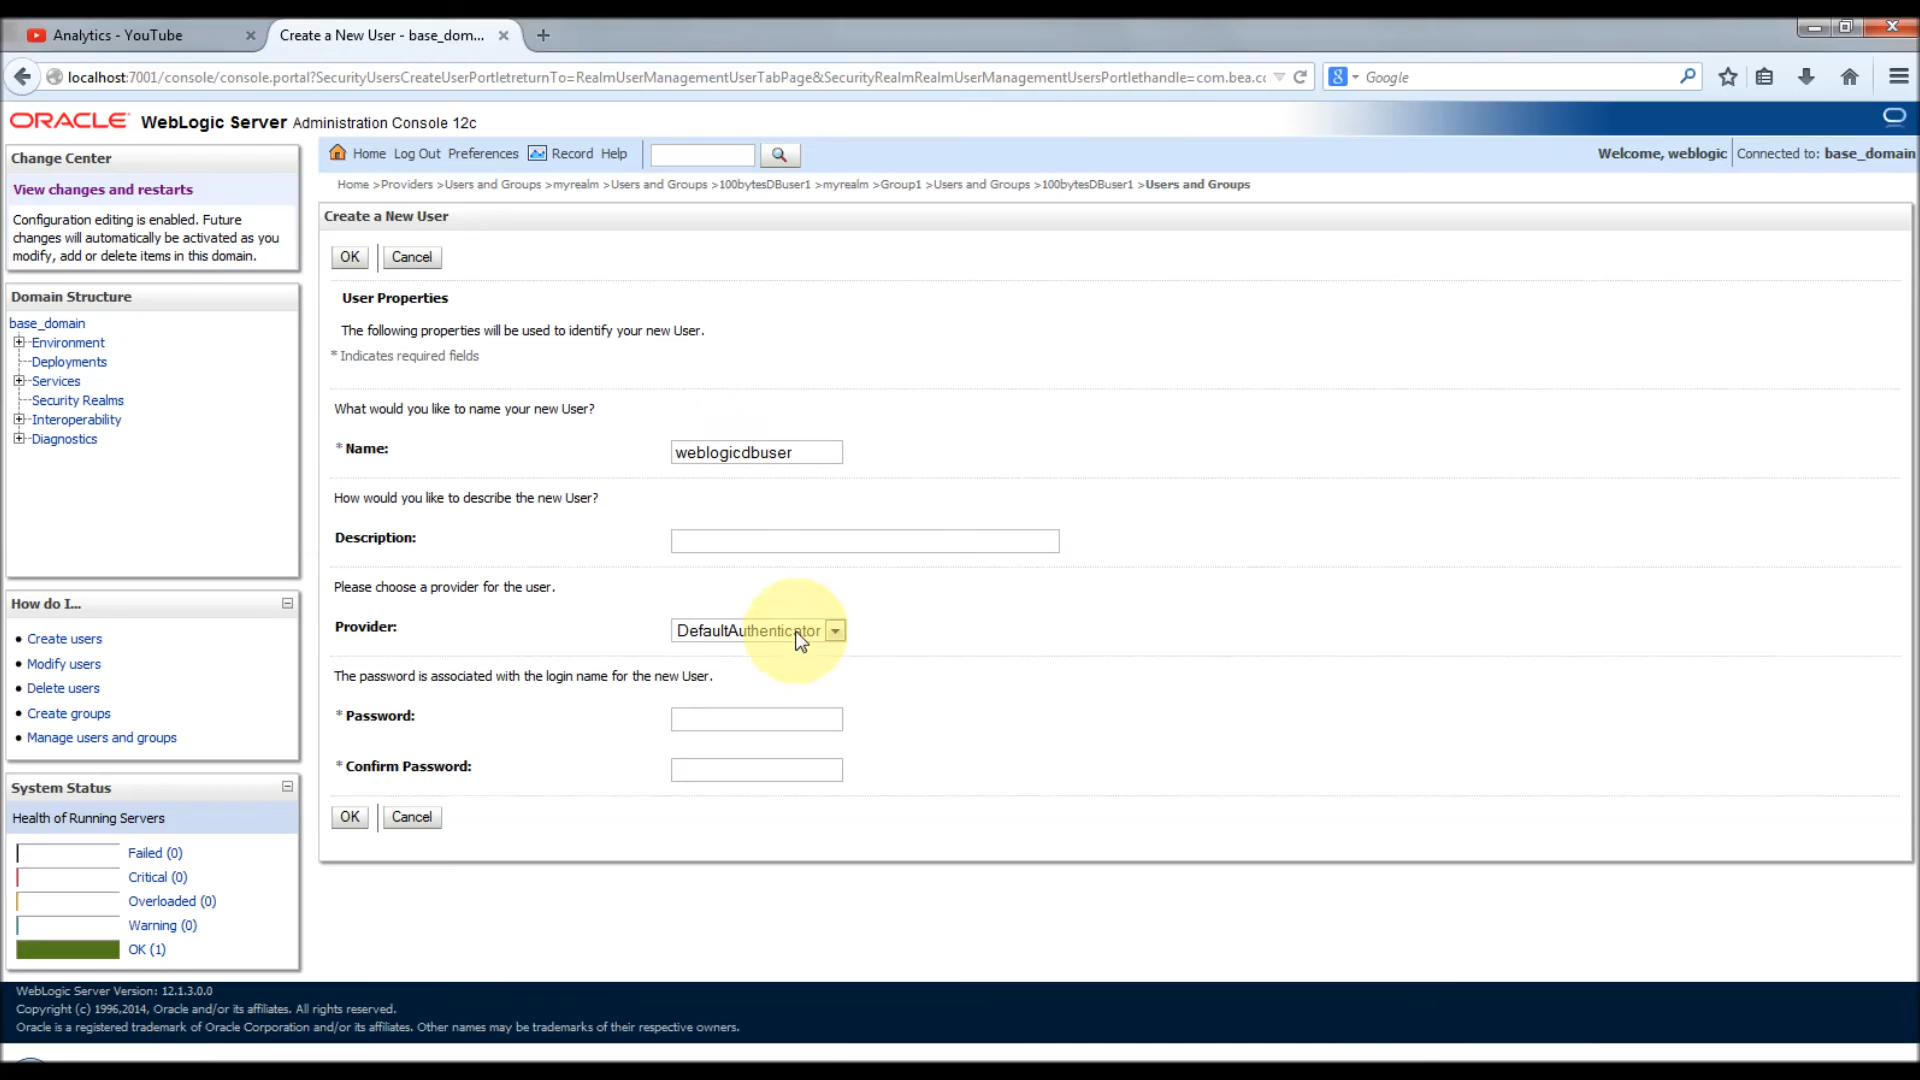 Analytics - YouTube
Create a New User - base_dom...
localhost:7001/console/console.portal?SecurityUsersCreateUserPortletreturnTo=RealmUserManagementUserTabPage&SecurityRealmRealmUserManagementUsersPortlethandle=com.bea.cc
Google
ORACLE WebLogic Server Administration Console 12c
Change Center
View changes and restarts
Configuration editing is enabled. Future
changes will automatically be activated as you
modify, add or delete items in this domain.
Domain Structure
base_domain
Environment
Deployments
Services
Security Realms
Interoperability
Diagnostics
How do I...
Create users
Modify users
Delete users
Create groups
Manage users and groups
System Status
Health of Running Servers
Failed (0)
Critical (0)
Overloaded (0)
Warning (0)
OK (1)
Home Log Out Preferences Record Help
Welcome, weblogic Connected to: base_domain
Home >Providers >Users and Groups >myrealm >Users and Groups >100bytesDBuser1 >myrealm >Group1 >Users and Groups >100bytesDBuser1 >Users and Groups
Create a New User
OK Cancel
User Properties
The following properties will be used to identify your new User.
* Indicates required fields
What would you like to name your new User?
* Name: weblogicdbuser
How would you like to describe the new User?
Description:
Please choose a provider for the user.
Provider: DefaultAuthenticator
The password is associated with the login name for the new User.
* Password:
* Confirm Password:
OK Cancel
WebLogic Server Version: 12.1.3.0.0
Copyright (c) 1996,2014, Oracle and/or its affiliates. All rights reserved.
Oracle is a registered trademark of Oracle Corporation and/or its affiliates. Other names may be trademarks of their respective owners.